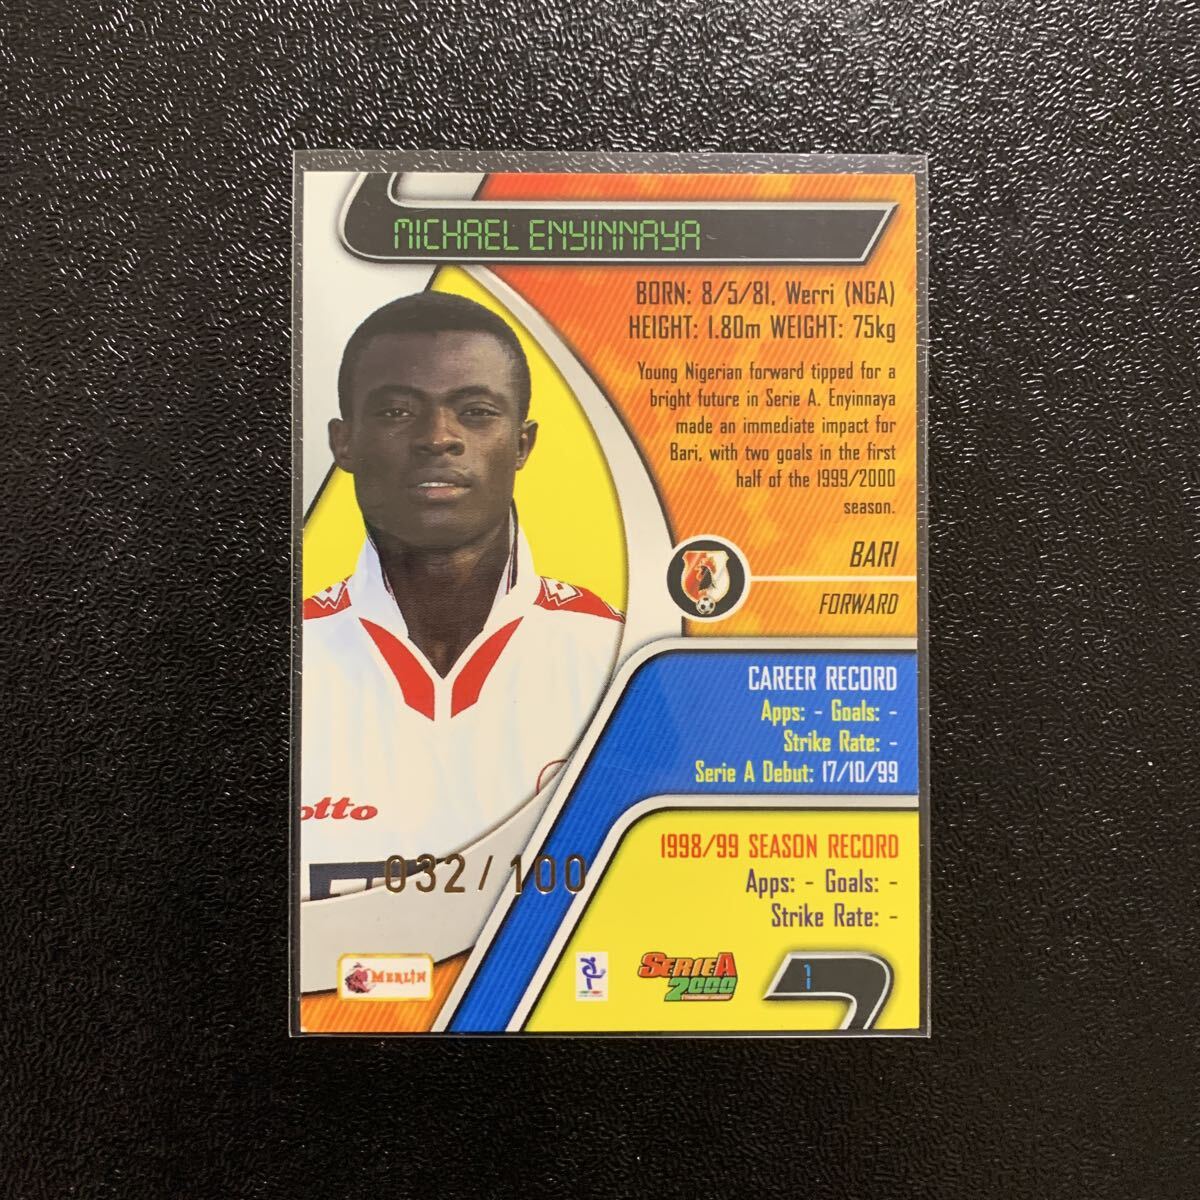 MICHAEL ENYINNAYA
BORN: 8/5/81, Werri (NGA)
HEIGHT: 1.80m WEIGHT: 75kg
Young Nigerian forward tipped for a
bright future in Serie A. Enyinnaya
made an immediate impact for
Bari, with two goals in the first
half of the 1999/2000
season.
BARI
FORWARD
CAREER RECORD
Apps: - Goals: -
Strike Rate: -
Serie A Debut: 17/10/99
otto
1998/99 SEASON RECORD
Apps: - Goals: -
Strike Rate: -
032/100
MERLIN
SERIE A
2000
1